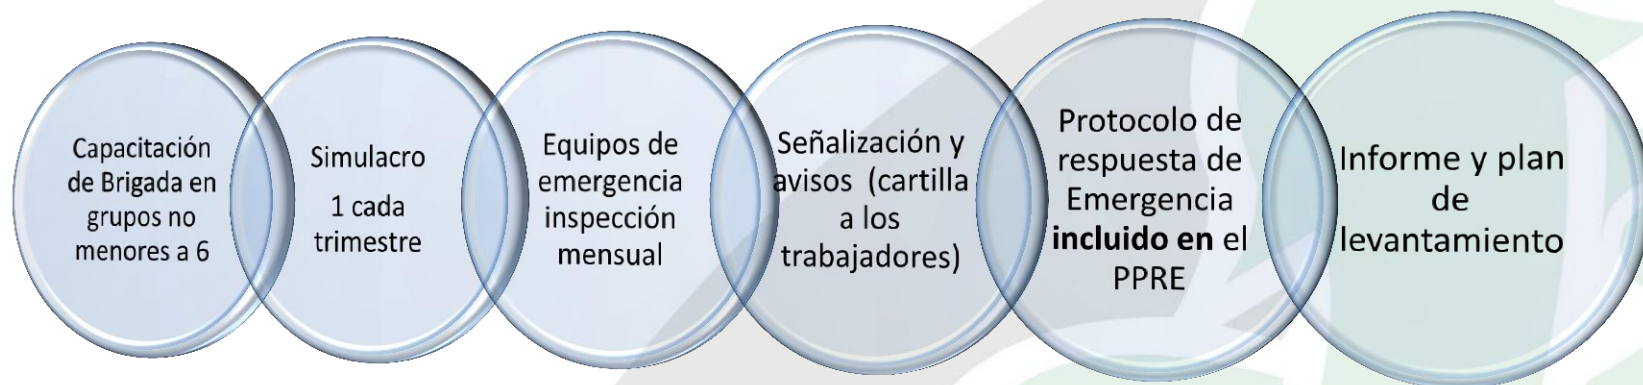 Capacitación
de Brigada en
grupos no
menores a 6
Simulacro
1 cada
trimestre
Equipos de
emergencia
inspección
mensual
Señalización y
avisos (cartilla
a los
trabajadores)
Protocolo de
respuesta de
Emergencia
incluido en el
PPRE
Informe y plan
de
levantamiento